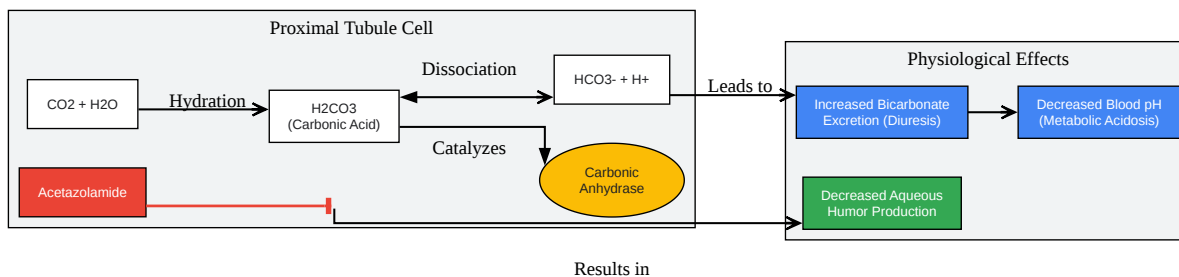 Proximal Tubule Cell
Physiological Effects
Dissociation
CO2 + H2O
Hydration
H2CO3
(Carbonic Acid)
HCO3- + H+
Leads to
Increased Bicarbonate
Excretion (Diuresis)
Decreased Blood pH
(Metabolic Acidosis)
Catalyzes
Carbonic
Anhydrase
Acetazolamide
Decreased Aqueous
Humor Production
Results in